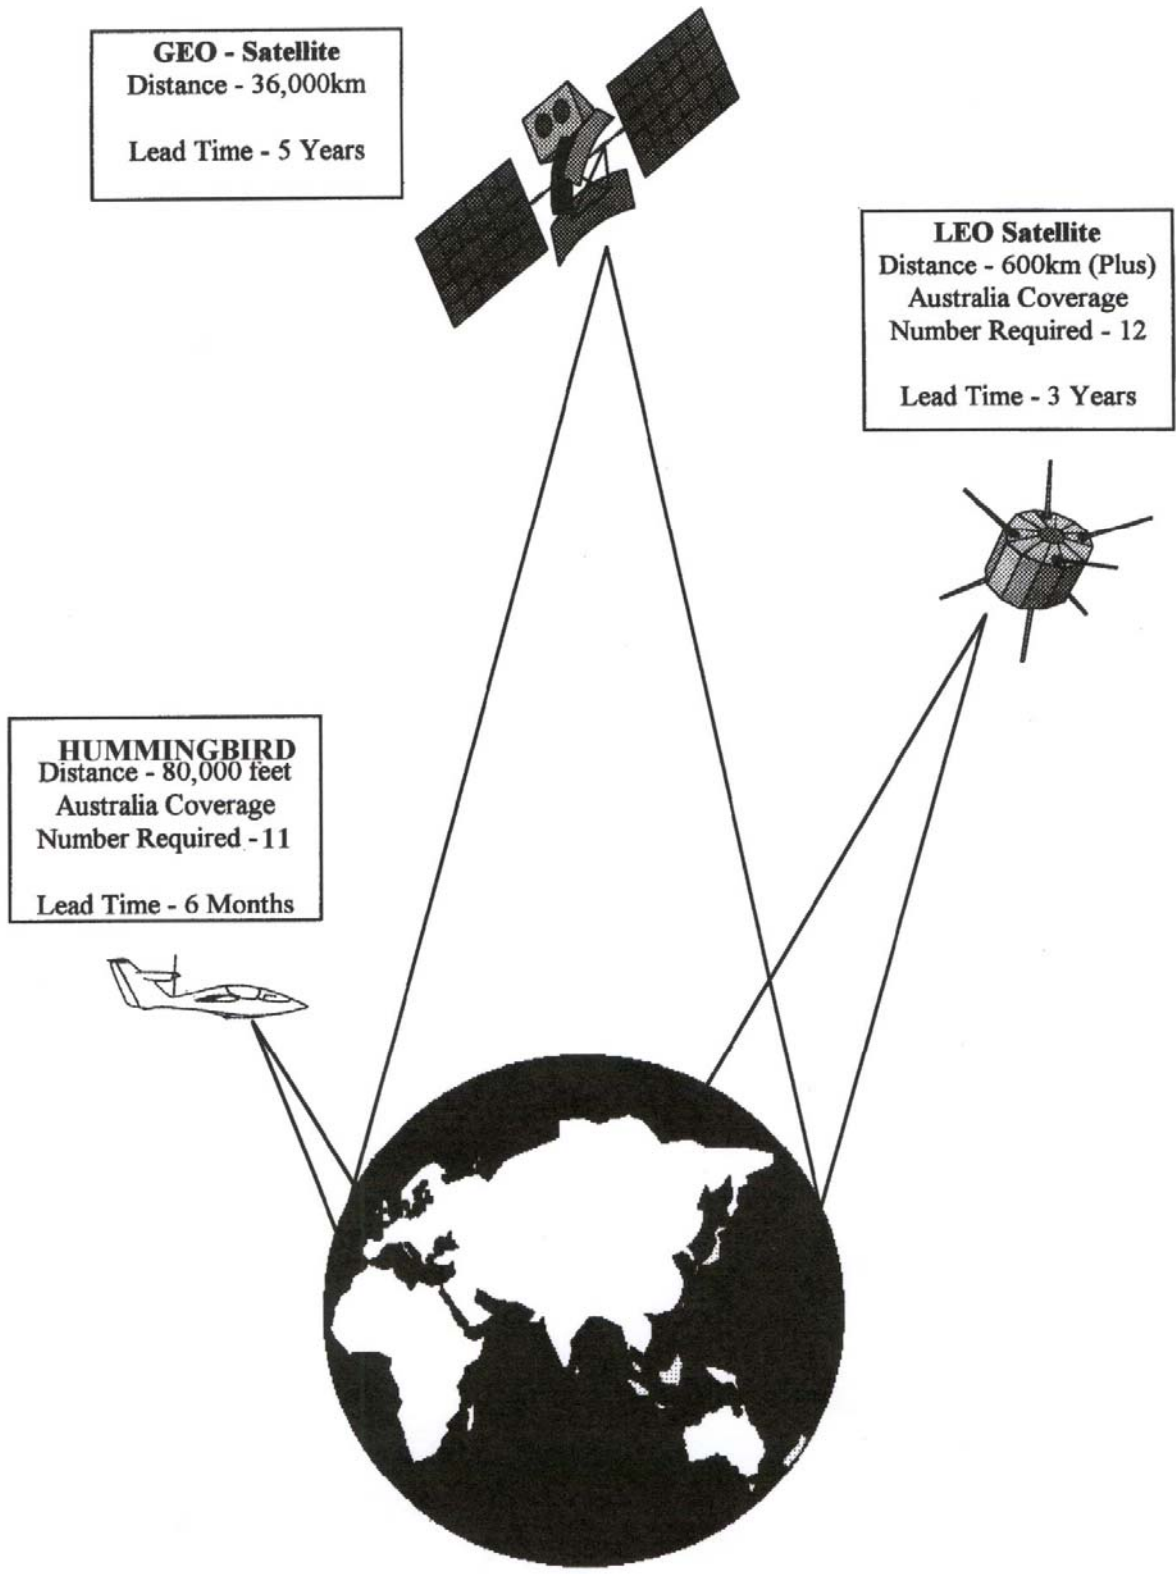 GEO - Satellite
Distance - 36,000km
Lead Time - 5 Years
LEO Satellite
Distance - 600km (Plus)
Australia Coverage
Number Required - 12
Lead Time - 3 Years
HUMMINGBIRD
Distance - 80,000 feet
Australia Coverage
Number Required - 11
Lead Time - 6 Months